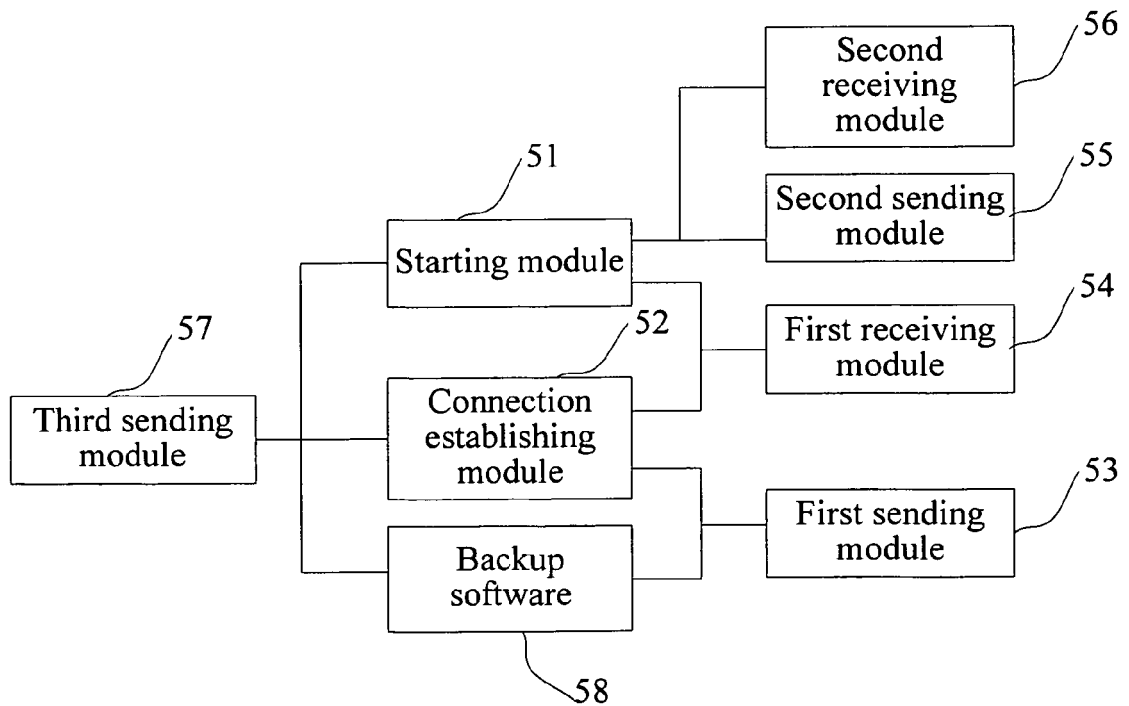 56
Second
receiving
module
55
Second sending
module
51
Starting module
54
First receiving
module
52
Connection
establishing
module
57
Third sending
module
53
First sending
module
Backup
software
58